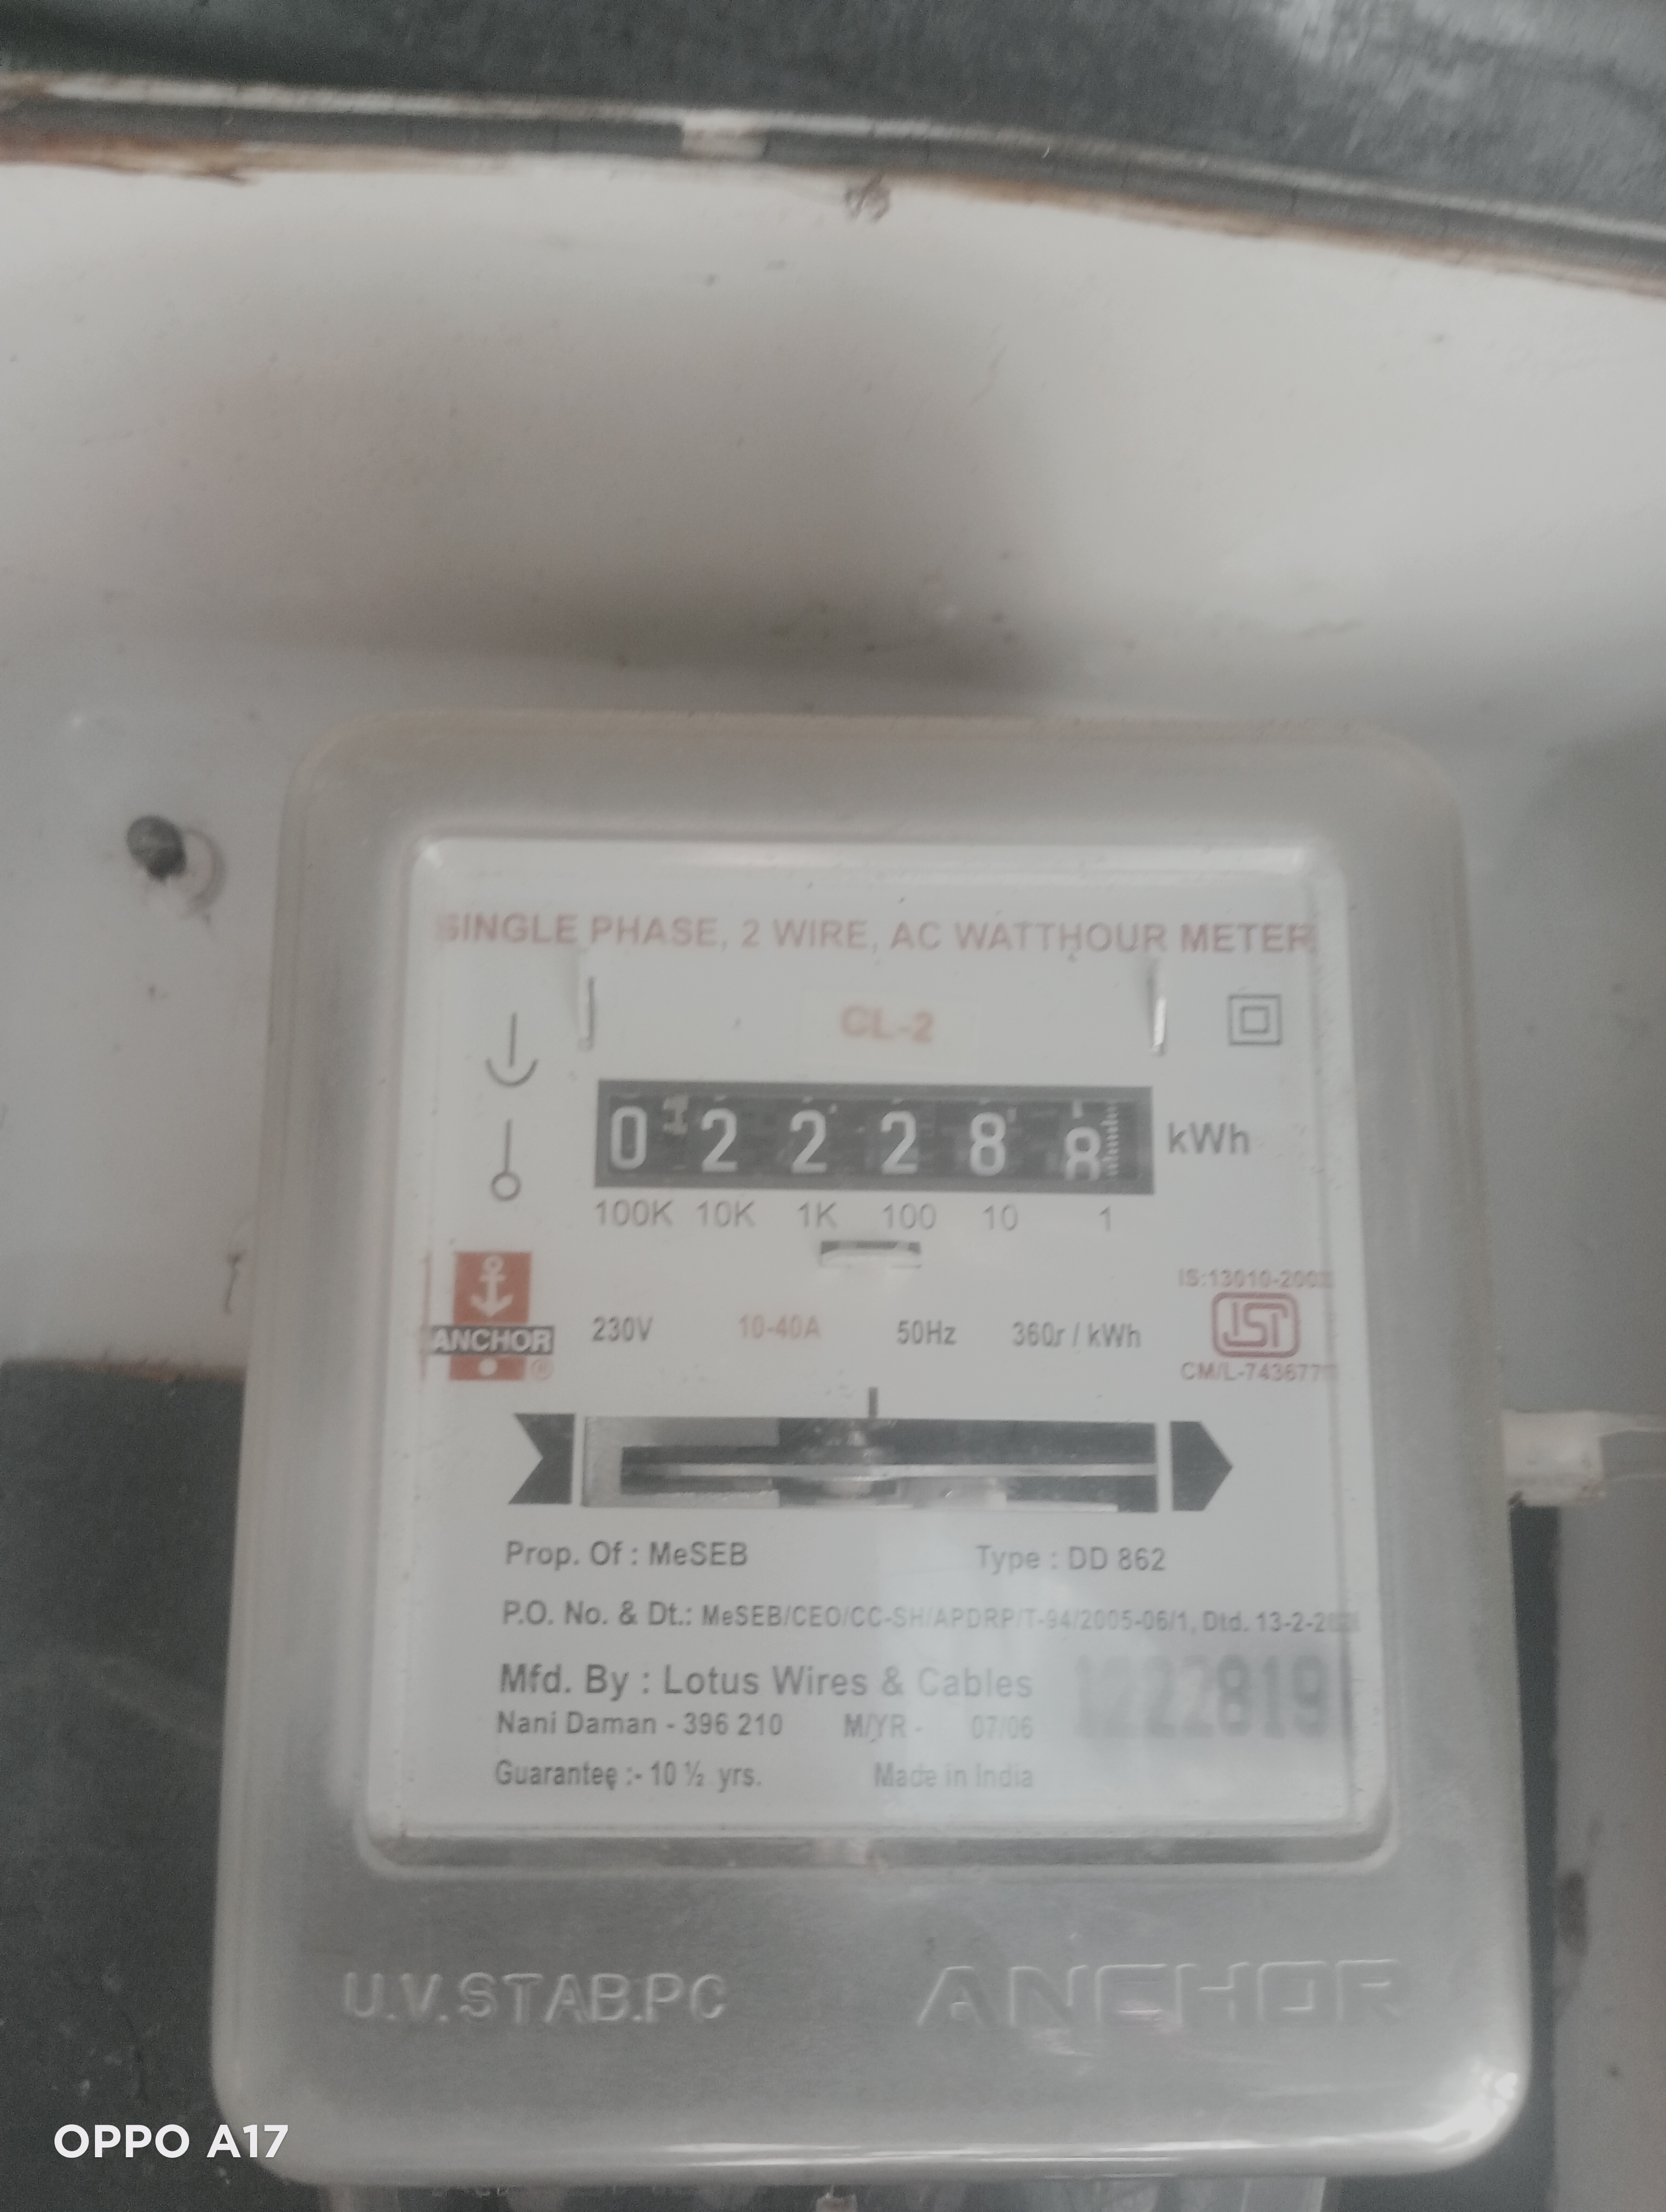 SINGLE PHASE, 2 WIRE, AC WATTHOUR METER
CL-2
0 2 2 2 8 8 kWh
100K 10K 1K 100 10 1
IS:13010-200
ANCHOR ® 230V 10-40A 50Hz 360r / kWh ISI
CM/L-743677
Prop. Of : MeSEB Type : DD 862
P.O. No. & Dt.: MeSEB/CEO/CC-SH/APDRP/T-94/2005-06/1, Dtd. 13-2-2
Mfd. By : Lotus Wires & Cables 1222819
Nani Daman - 396 210 M/YR - 07/06
Guarantee :- 10 ½ yrs. Made in India
U.V.STAB.PC ANCHOR
OPPO A17